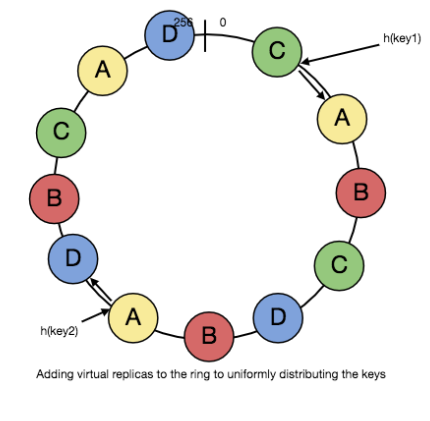 256
0
D
C
h(key1)
A
A
C
B
B
D
C
h(key2)
A
D
B
Adding virtual replicas to the ring to uniformly distributing the keys